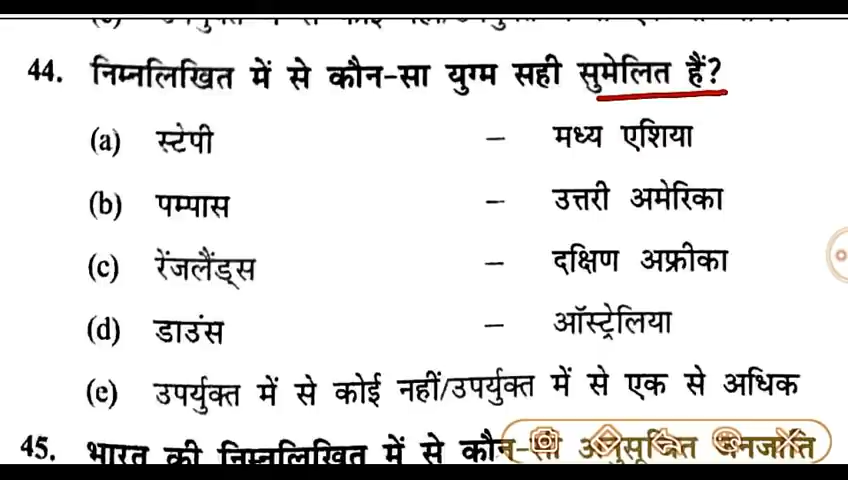 44. निम्नलिखित में से कौन-सा युग्म सही सुमेलित हैं?
(a) स्टेपी – मध्य एशिया
(b) पम्पास – उत्तरी अमेरिका
(c) रेंजलैंड्स – दक्षिण अफ्रीका
(d) डाउंस – ऑस्ट्रेलिया
(e) उपर्युक्त में से कोई नहीं/उपर्युक्त में से एक से अधिक
45. भारत की निम्नलिखित में से कौन-सी अनुसूचित जनजाति